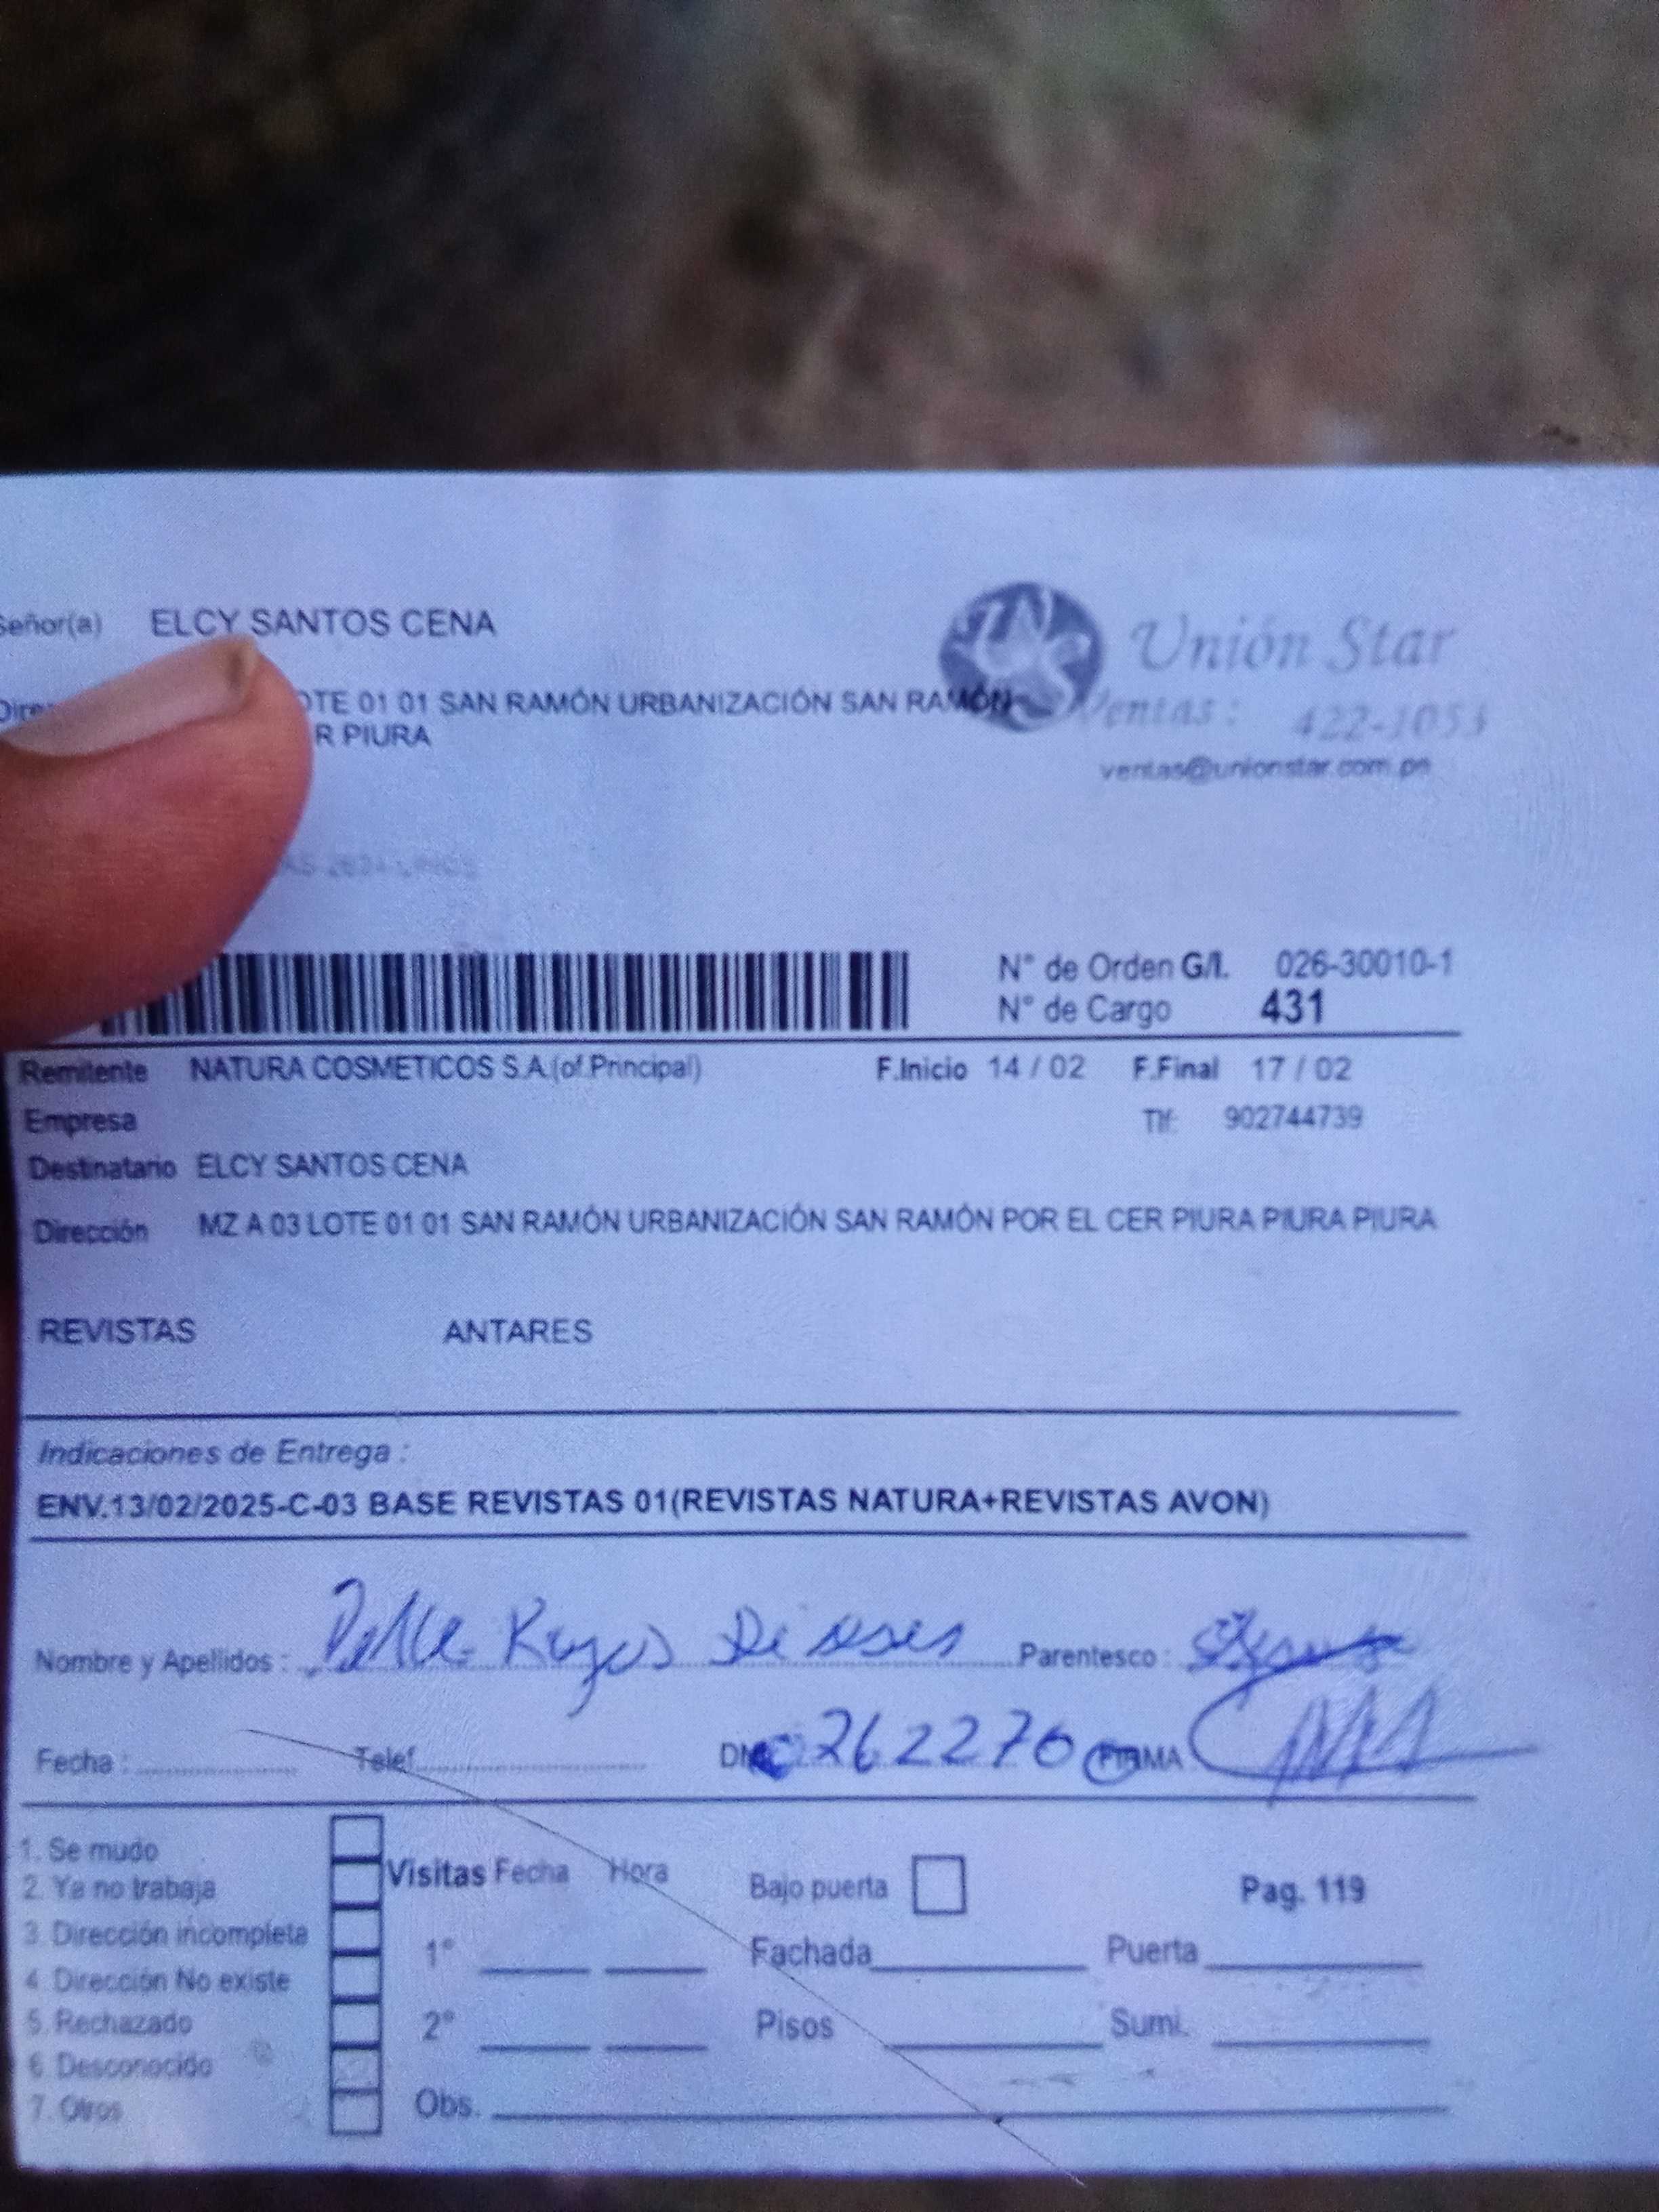 Señor(a) ELCY SANTOS CENA
Unión Star
OTE 01 01 SAN RAMÓN URBANIZACIÓN SAN RAMÓN
R PIURA
Ventas: 422-1053
ventas@unionstar.com.pe
N° de Orden G/I. 026-30010-1
N° de Cargo 431
Remitente NATURA COSMETICOS S.A.(of.Principal) F.Inicio 14 / 02 F.Final 17 / 02
Empresa Tlf: 902744739
Destinatario ELCY SANTOS CENA
Dirección MZ A 03 LOTE 01 01 SAN RAMÓN URBANIZACIÓN SAN RAMÓN POR EL CER PIURA PIURA PIURA
REVISTAS ANTARES
Indicaciones de Entrega :
ENV.13/02/2025-C-03 BASE REVISTAS 01(REVISTAS NATURA+REVISTAS AVON)
Nombre y Apellidos : Parentesco :
Fecha : Telef. DNI 262276 FIRMA
1. Se mudo
2. Ya no trabaja
3. Dirección incompleta
4. Dirección No existe
5. Rechazado
6. Desconocido
7. Otros
Visitas Fecha Hora
1°
2°
Obs.
Bajo puerta Pag. 119
Fachada Puerta
Pisos Sumi.